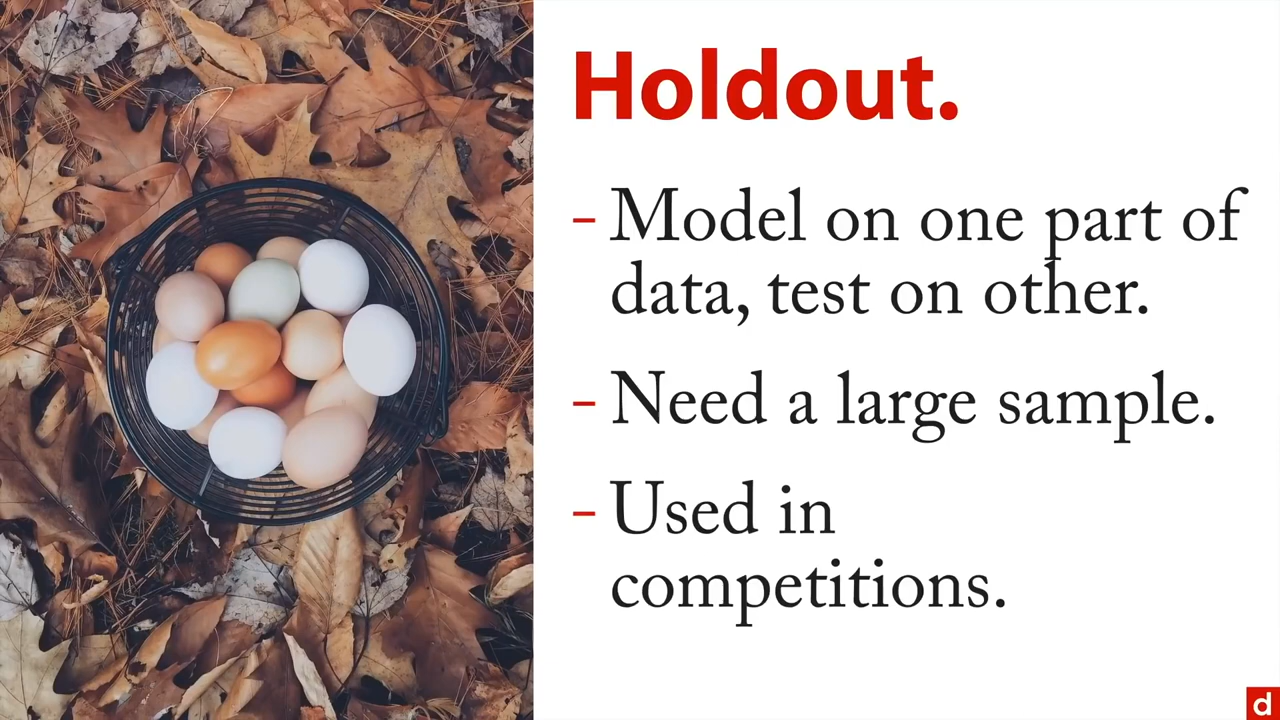 Holdout.
- Model on one part of
data, test on other.
- Need a large sample.
- Used in
competitions.
d